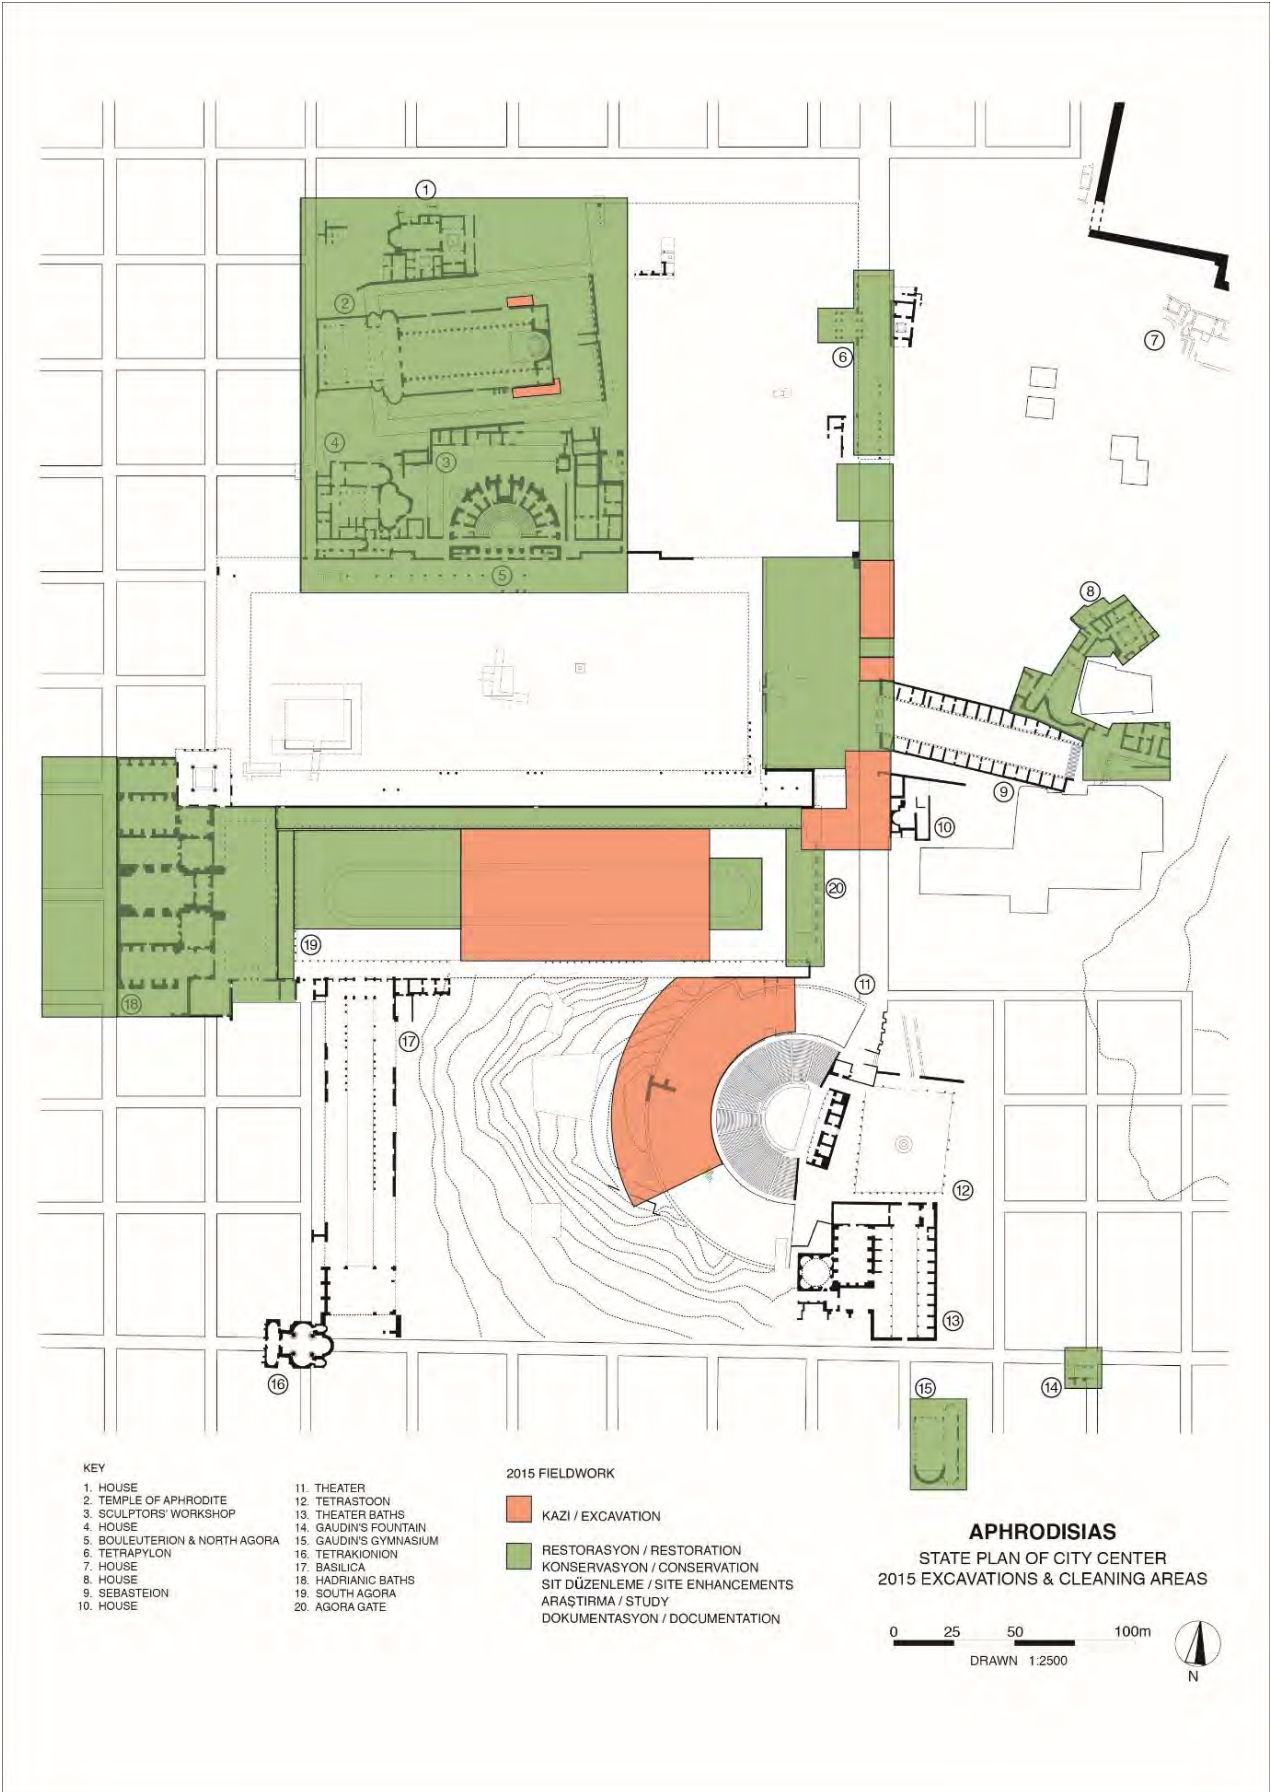 1
2
6
7
4
3
5
8
9
10
20
19
18
11
17
12
13
16
15
14
KEY
1. HOUSE
2. TEMPLE OF APHRODITE
3. SCULPTORS' WORKSHOP
4. HOUSE
5. BOULEUTERION & NORTH AGORA
6. TETRAPYLON
7. HOUSE
8. HOUSE
9. SEBASTEION
10. HOUSE
11. THEATER
12. TETRASTOON
13. THEATER BATHS
14. GAUDIN'S FOUNTAIN
15. GAUDIN'S GYMNASIUM
16. TETRAKIONION
17. BASILICA
18. HADRIANIC BATHS
19. SOUTH AGORA
20. AGORA GATE
2015 FIELDWORK
KAZI / EXCAVATION
RESTORASYON / RESTORATION
KONSERVASYON / CONSERVATION
SIT DÜZENLEME / SITE ENHANCEMENTS
ARAŞTIRMA / STUDY
DOKUMENTASYON / DOCUMENTATION
APHRODISIAS
STATE PLAN OF CITY CENTER
2015 EXCAVATIONS & CLEANING AREAS
0 25 50 100m
DRAWN 1:2500
N